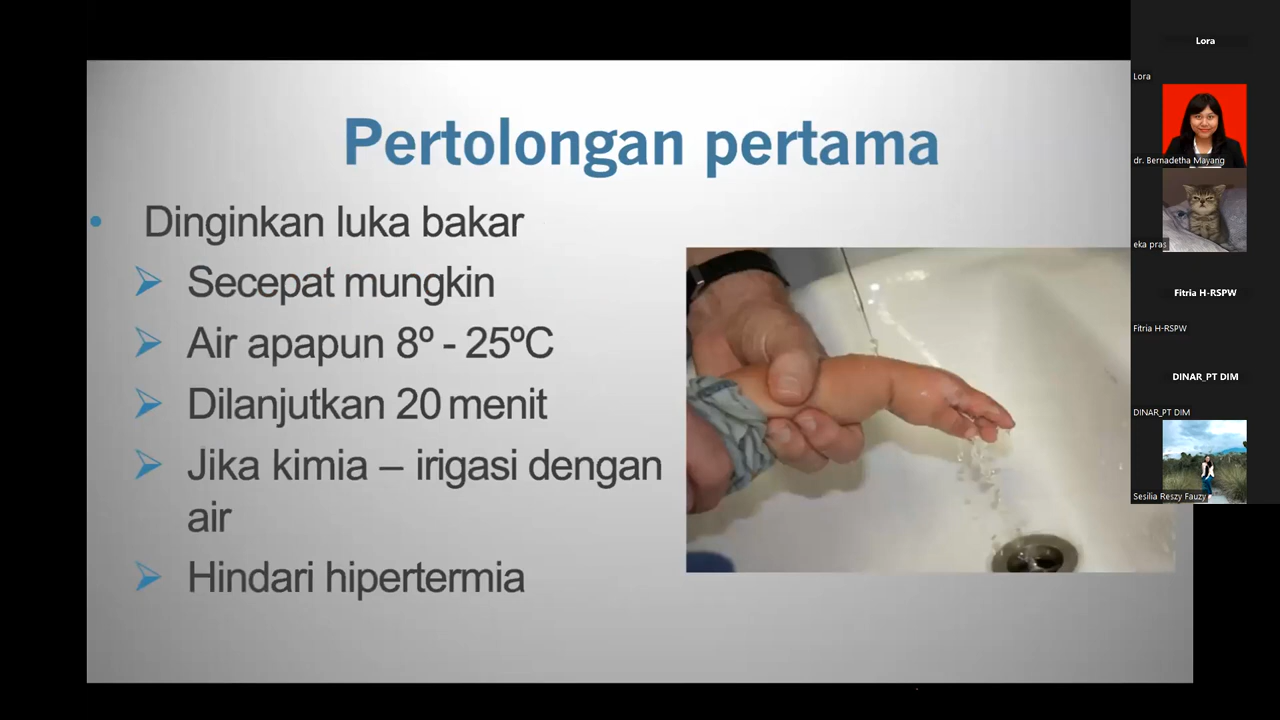 Pertolongan pertama
• Dinginkan luka bakar
Secepat mungkin
Air apapun 8º - 25ºC
Dilanjutkan 20 menit
Jika kimia – irigasi dengan
air
Hindari hipertermia
Lora
Lora
dr. Bernadetha Mayang
eka pras
Fitria H-RSPW
Fitria H-RSPW
DINAR_PT DIM
DINAR_PT DIM
Sesilia Reszy Fauzy